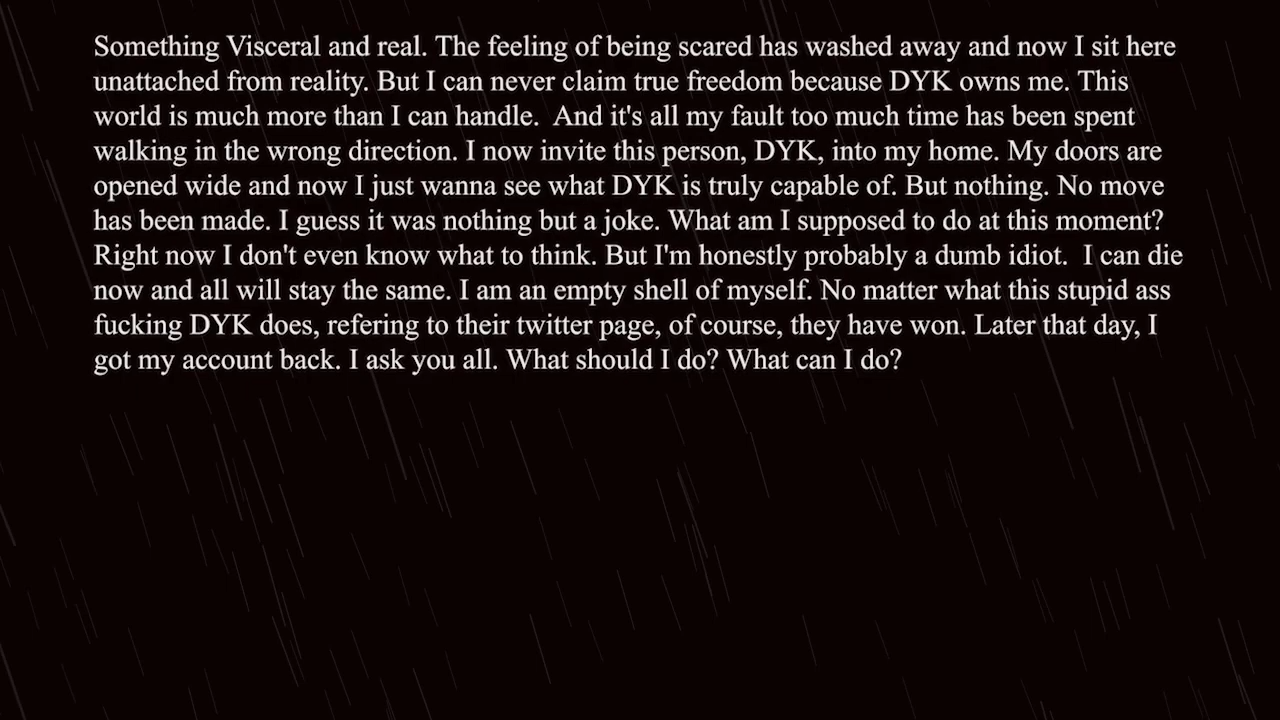 Something Visceral and real. The feeling of being scared has washed away and now I sit here
unattached from reality. But I can never claim true freedom because DYK owns me. This
world is much more than I can handle.  And it's all my fault too much time has been spent
walking in the wrong direction. I now invite this person, DYK, into my home. My doors are
opened wide and now I just wanna see what DYK is truly capable of. But nothing. No move
has been made. I guess it was nothing but a joke. What am I supposed to do at this moment?
Right now I don't even know what to think. But I'm honestly probably a dumb idiot.  I can die
now and all will stay the same. I am an empty shell of myself. No matter what this stupid ass
fucking DYK does, refering to their twitter page, of course, they have won. Later that day, I
got my account back. I ask you all. What should I do? What can I do?